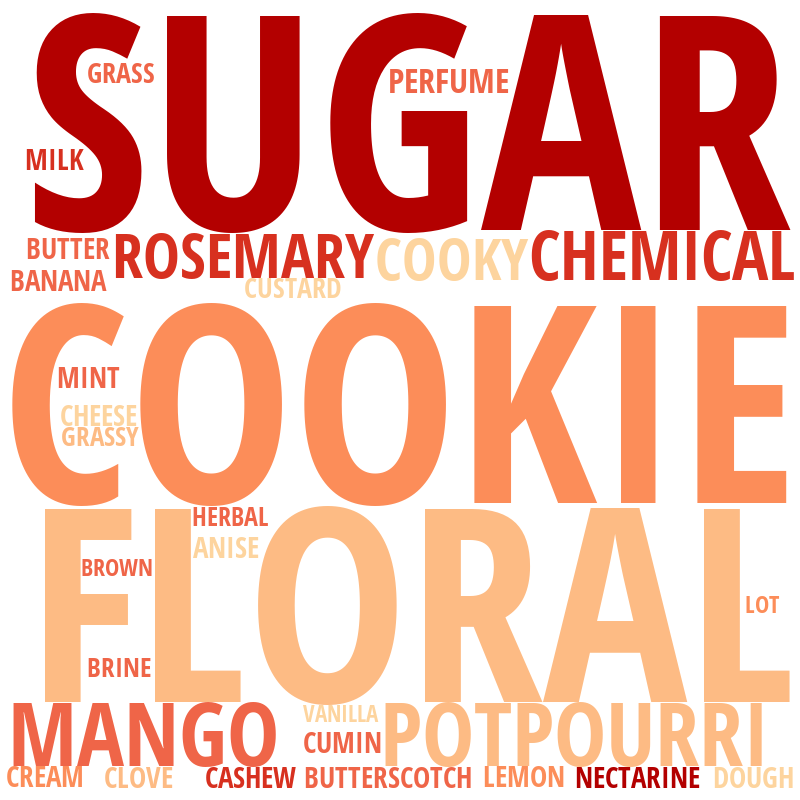 SUGAR
GRASS
PERFUME
MILK
BUTTER
ROSEMARY
COOKY
CHEMICAL
BANANA
CUSTARD
COOKIE
MINT
CHEESE
GRASSY
FLORAL
HERBAL
ANISE
BROWN
LOT
BRINE
MANGO
VANILLA
CUMIN
POTPOURRI
CREAM
CLOVE
CASHEW
BUTTERSCOTCH
LEMON
NECTARINE
DOUGH